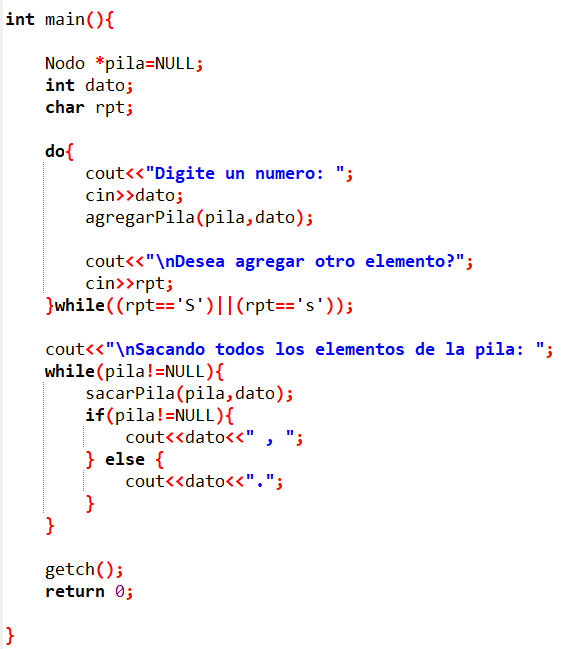 int main(){
Nodo *pila=NULL;
int dato;
char rpt;
do{
cout<<"Digite un numero: ";
cin>>dato;
agregarPila(pila,dato);
cout<<"\nDesea agregar otro elemento?";
cin>>rpt;
}while((rpt=='S')||(rpt=='s'));
cout<<"\nSacando todos los elementos de la pila: ";
while(pila!=NULL){
sacarPila(pila,dato);
if(pila!=NULL){
cout<<dato<<" , ";
} else {
cout<<dato<<".";
}
}
getch();
return 0;
}